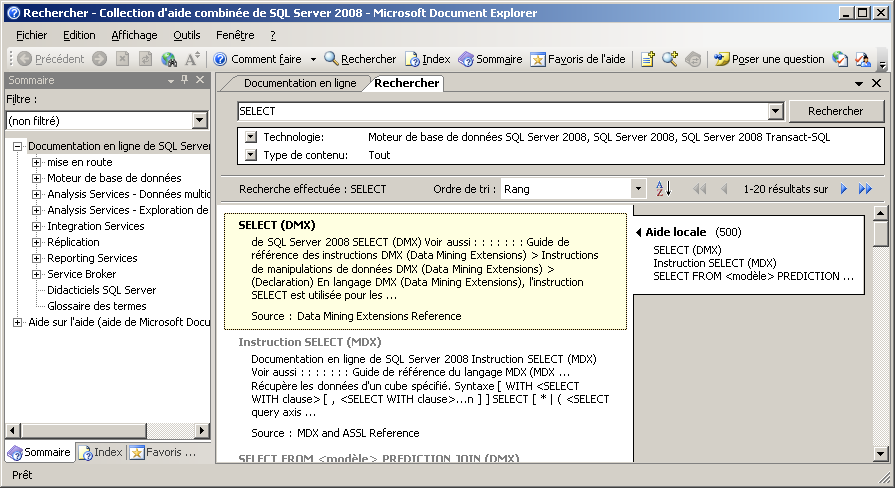 Rechercher - Collection d'aide combinée de SQL Server 2008 - Microsoft Document Explorer
Fichier Edition Affichage Outils Fenêtre ?
Précédent Comment faire Rechercher Index Sommaire Favoris de l'aide Poser une question
Sommaire
Filtre :
(non filtré)
Documentation en ligne de SQL Server
mise en route
Moteur de base de données
Analysis Services - Données multid
Analysis Services - Exploration de
Integration Services
Réplication
Reporting Services
Service Broker
Didacticiels SQL Server
Glossaire des termes
Aide sur l'aide (aide de Microsoft Docu
Sommaire Index Favoris ...
Documentation en ligne Rechercher
SELECT Rechercher
Technologie: Moteur de base de données SQL Server 2008, SQL Server 2008, SQL Server 2008 Transact-SQL
Type de contenu: Tout
Recherche effectuée : SELECT Ordre de tri : Rang 1-20 résultats sur
SELECT (DMX)
de SQL Server 2008 SELECT (DMX) Voir aussi : : : : : : : Guide de
référence des instructions DMX (Data Mining Extensions) > Instructions
de manipulations de données DMX (Data Mining Extensions) >
(Declaration) En langage DMX (Data Mining Extensions), l'instruction
SELECT est utilisée pour les ...
Source : Data Mining Extensions Reference
Instruction SELECT (MDX)
Documentation en ligne de SQL Server 2008 Instruction SELECT (MDX)
Voir aussi : : : : : : : Guide de référence du langage MDX (MDX ...
Récupère les données d'un cube spécifié. Syntaxe [ WITH <SELECT
WITH clause> [ , <SELECT WITH clause>...n ] ] SELECT [ * | ( <SELECT
query axis ...
Source : MDX and ASSL Reference
SELECT FROM <modèle> PREDICTION JOIN (DMX)
Aide locale (500)
SELECT (DMX)
Instruction SELECT (MDX)
SELECT FROM <modèle> PREDICTION ...
Prêt